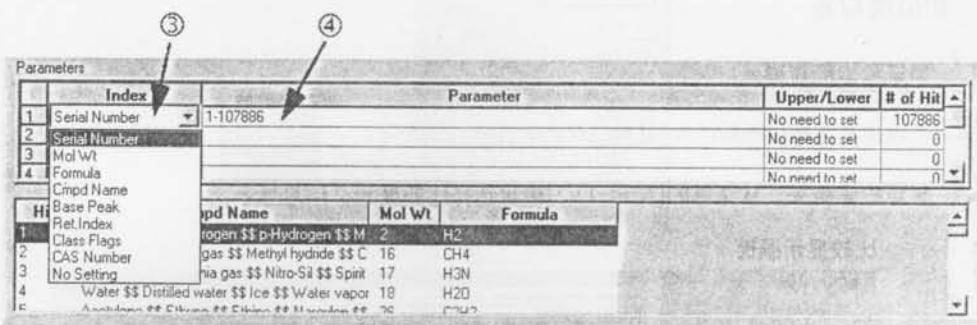 ③ ④
Parameters
Index Parameter Upper/Lower # of Hit
1 Serial Number 1-107886 No need to set 107886
2 Serial Number No need to set 0
3 Mol Wt No need to set 0
4 Formula No need to set 0
Cmpd Name
Base Peak
Ret.Index
Class Flags
CAS Number
No Setting
Hi pd Name Mol Wt Formula
1 rogen $$ p-Hydrogen $$ M 2 H2
2 gas $$ Methyl hydride $$ C 16 CH4
3 nia gas $$ Nitro-Sil $$ Spirit 17 H3N
4 Water $$ Distilled water $$ Ice $$ Water vapor 18 H2O